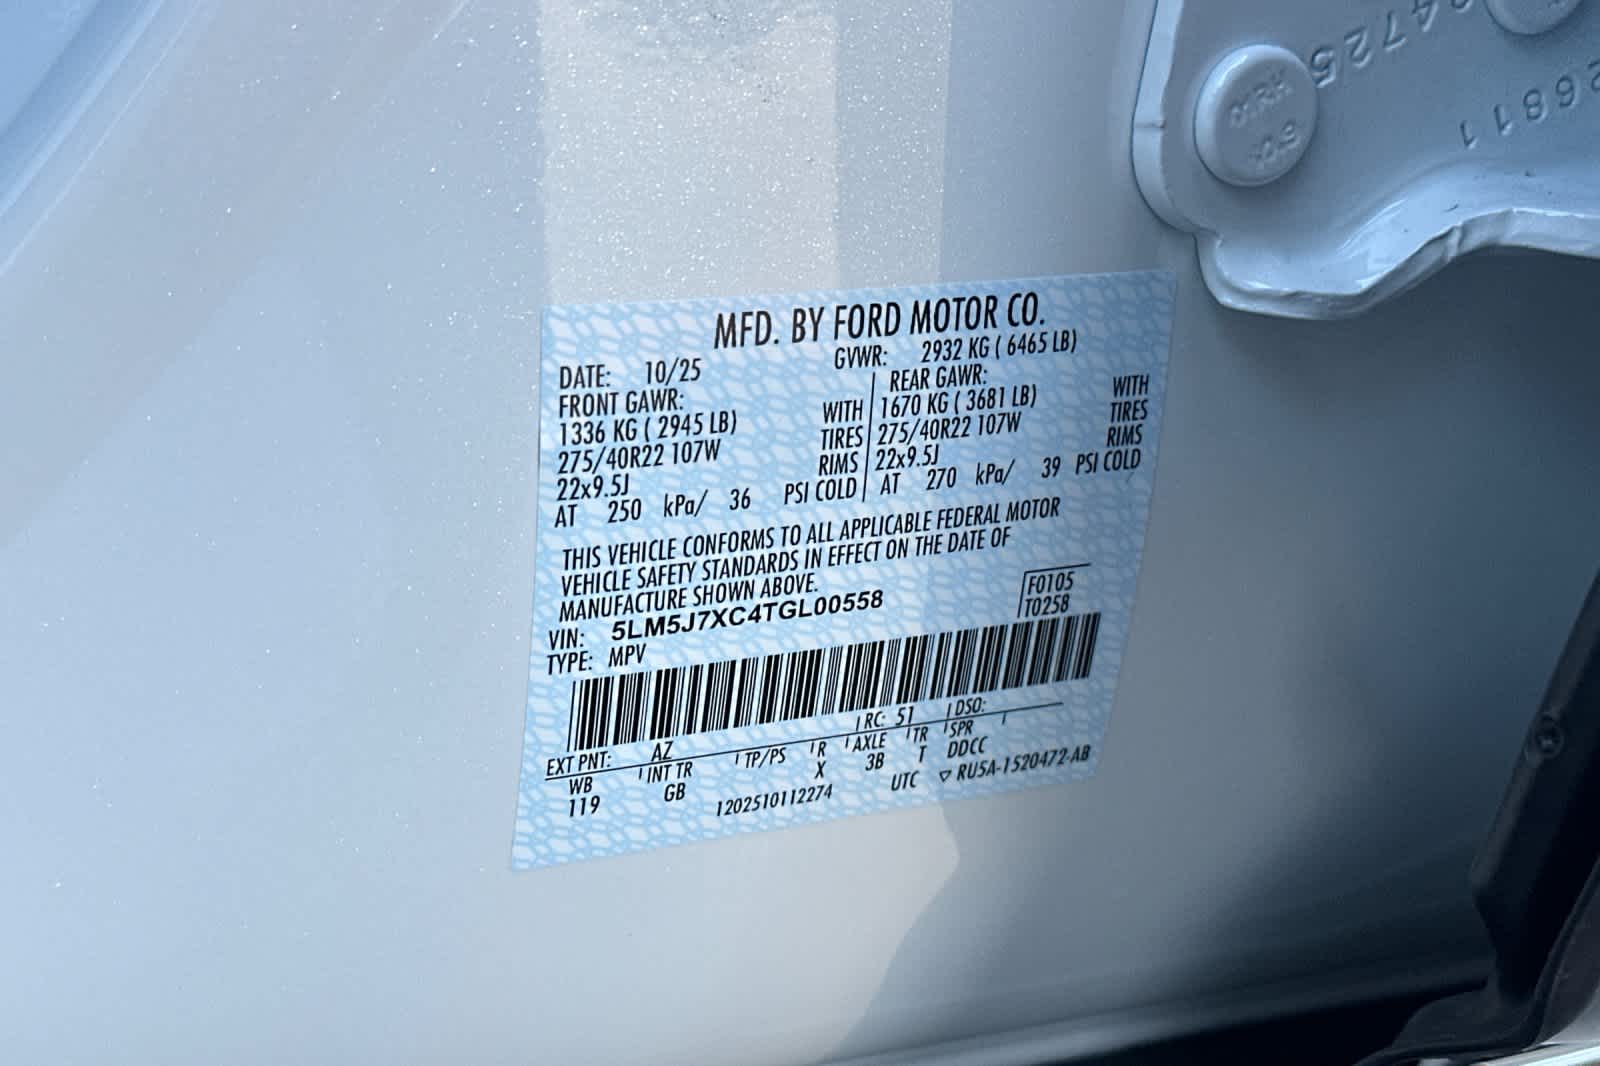 MFD. BY FORD MOTOR CO.
DATE: 10/25 GVWR: 2932 KG ( 6465 LB)
FRONT GAWR: REAR GAWR:
1336 KG ( 2945 LB) WITH 1670 KG ( 3681 LB) WITH
275/40R22 107W TIRES 275/40R22 107W TIRES
22x9.5J RIMS 22x9.5J RIMS
AT 250 kPa/ 36 PSI COLD AT 270 kPa/ 39 PSI COLD
THIS VEHICLE CONFORMS TO ALL APPLICABLE FEDERAL MOTOR
VEHICLE SAFETY STANDARDS IN EFFECT ON THE DATE OF
MANUFACTURE SHOWN ABOVE.
F0105
VIN: 5LM5J7XC4TGL00558 T0258
TYPE: MPV
EXT PNT: AZ RC: 51 DSO:
WB INT TR TP/PS R AXLE TR SPR
119 GB X 3B T DDCC
1202510112274 UTC ▽ RU5A-1520472-AB